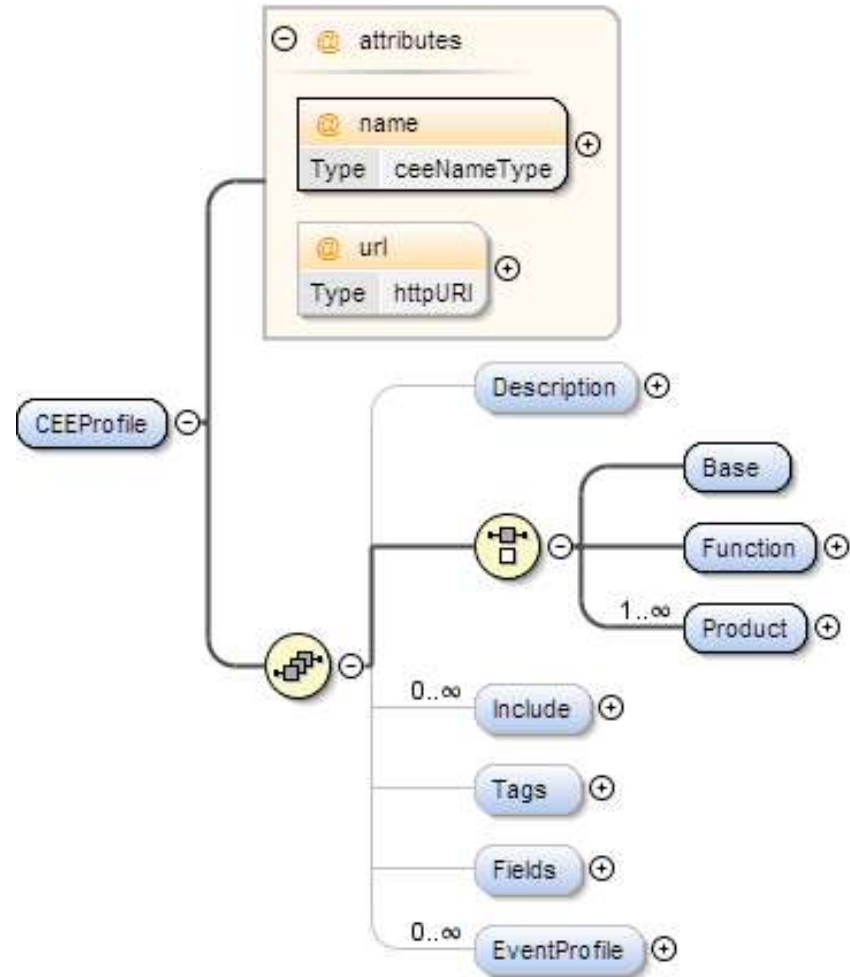 @ attributes
@ name
Type ceeNameType
@ url
Type httpURI
Description
CEEProfile
Base
Function
1..∞
Product
0..∞
Include
Tags
Fields
0..∞
EventProfile